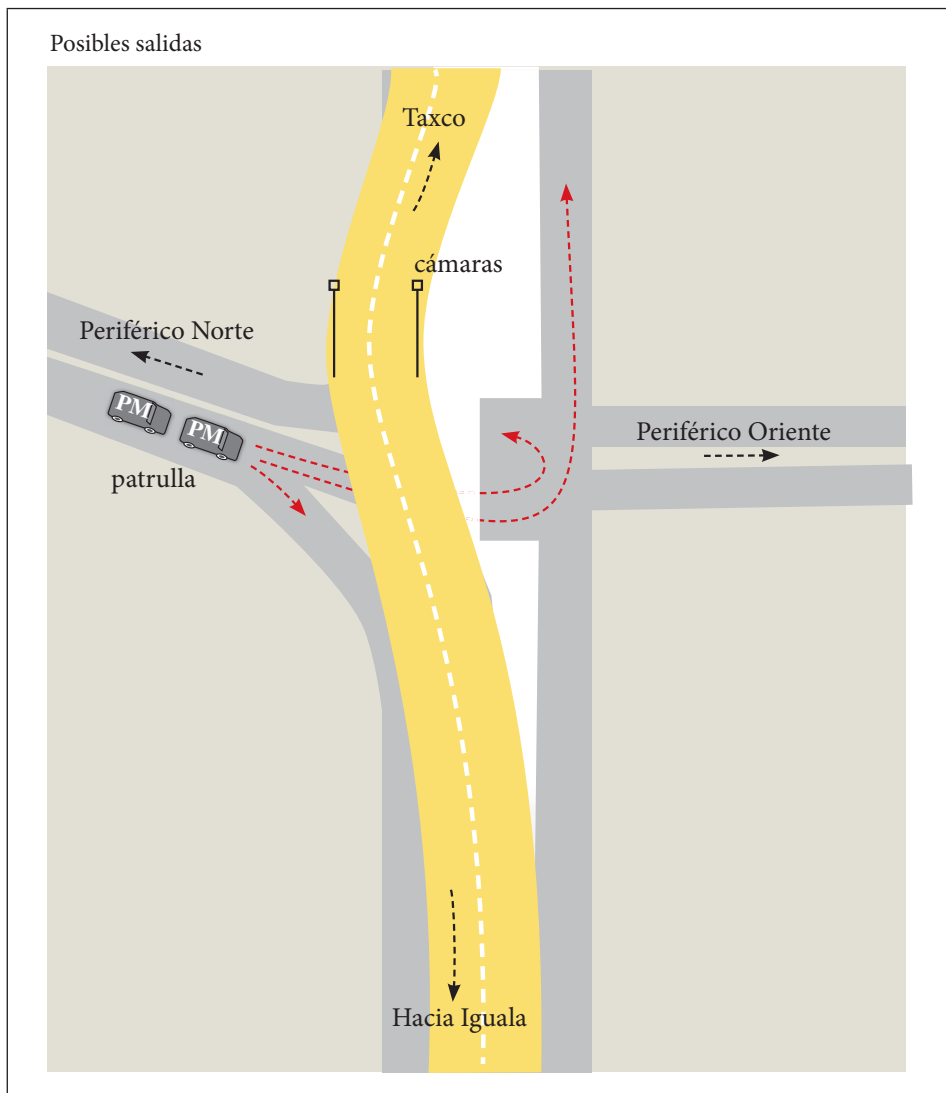 Posibles salidas
Taxco
cámaras
Periférico Norte
PM
PM
patrulla
Periférico Oriente
Hacia Iguala